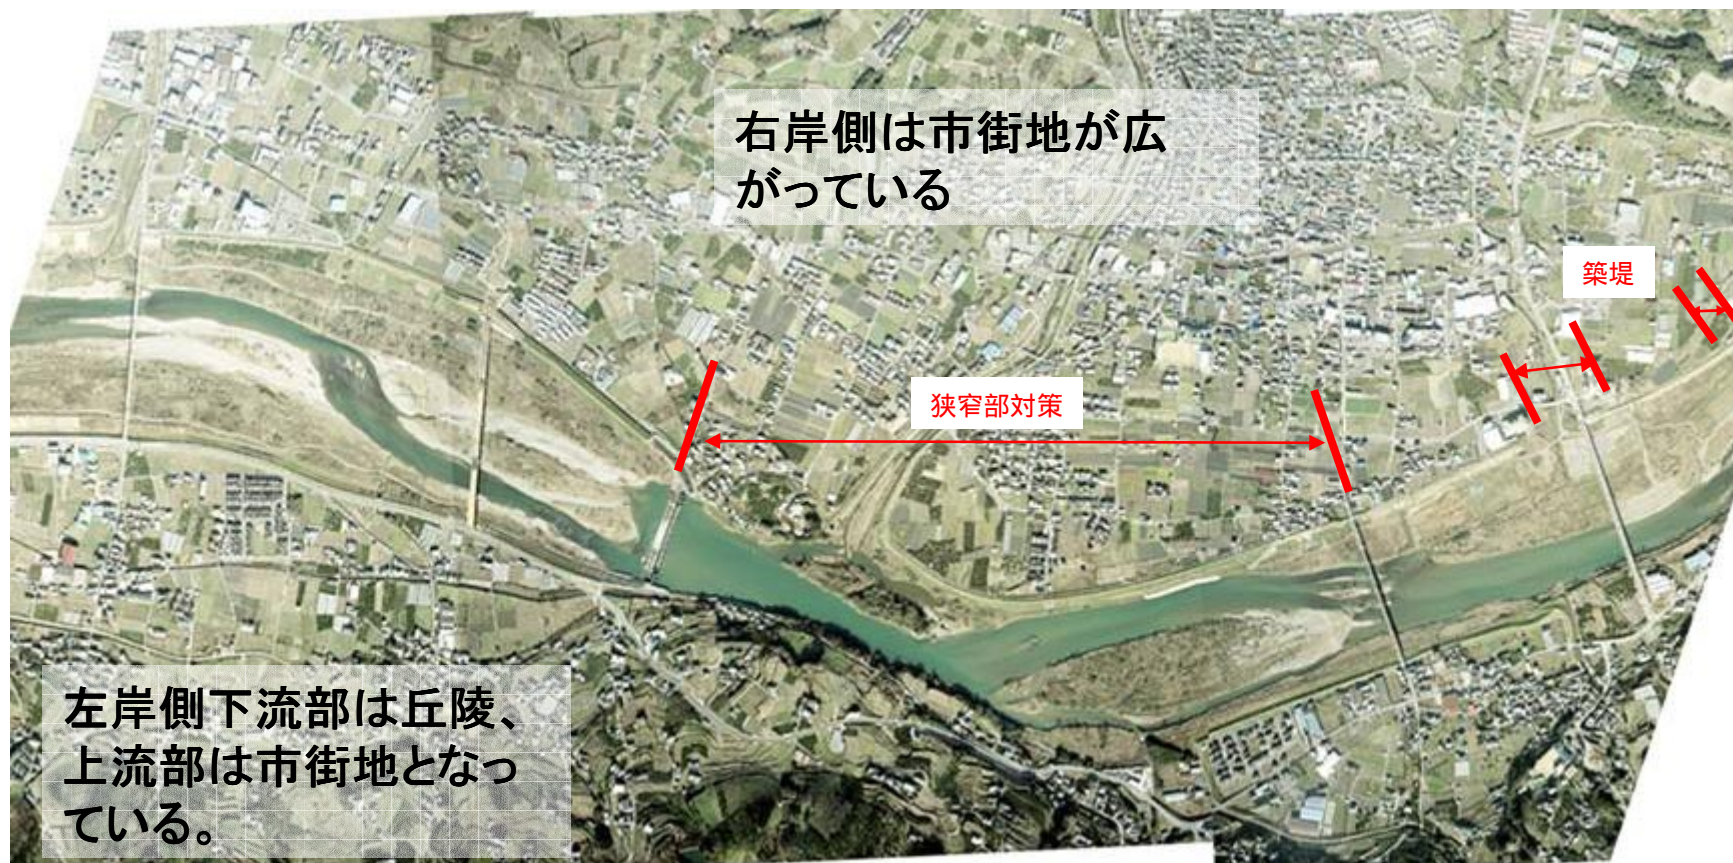 右岸側は市街地が広
がっている
築堤
狭窄部対策
左岸側下流部は丘陵、
上流部は市街地となっ
ている。